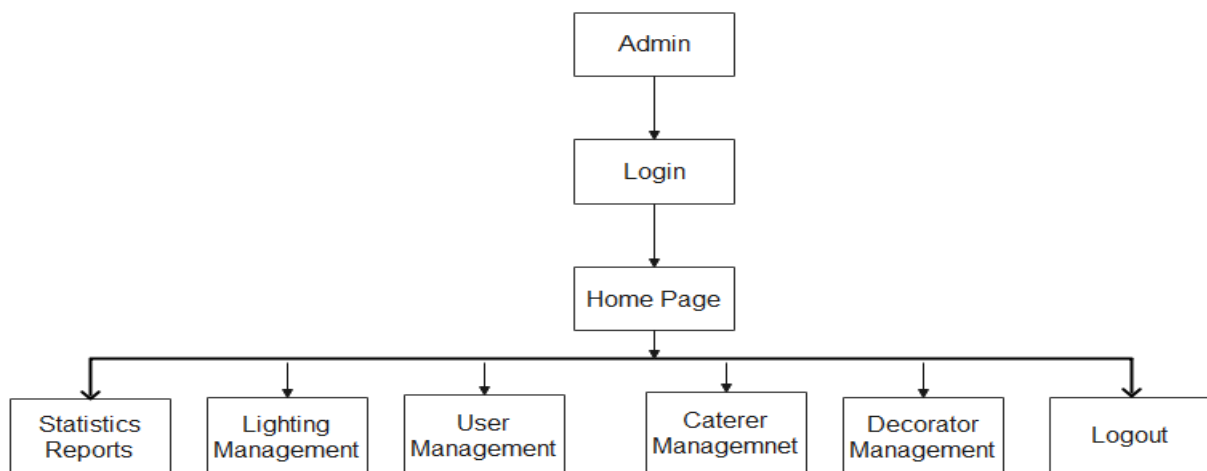 Admin
Login
Home Page
Statistics
Reports
Lighting
Management
User
Management
Caterer
Managemnet
Decorator
Management
Logout